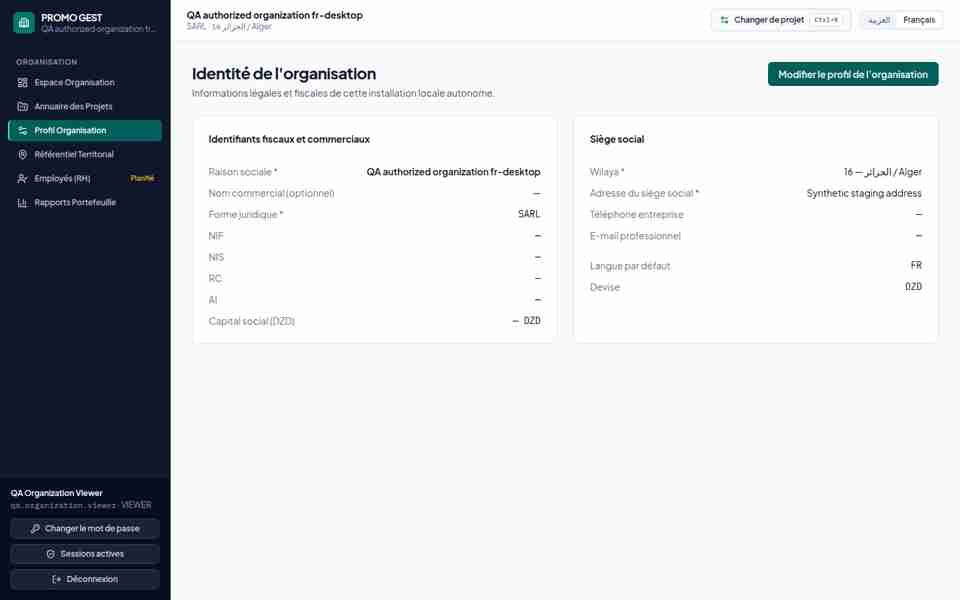 PROMO GEST
QA authorized organization fr...
QA authorized organization fr-desktop
SARL · 16 الجزائر / Alger
Changer de projet Ctrl+K
العربية Français
ORGANISATION
Espace Organisation
Annuaire des Projets
Profil Organisation
Référentiel Territorial
Employés (RH) Planifié
Rapports Portefeuille
Identité de l'organisation
Informations légales et fiscales de cette installation locale autonome.
Modifier le profil de l'organisation
Identifiants fiscaux et commerciaux
Raison sociale * QA authorized organization fr-desktop
Nom commercial (optionnel) —
Forme juridique * SARL
NIF —
NIS —
RC —
AI —
Capital social (DZD) — DZD
Siège social
Wilaya * 16 — الجزائر / Alger
Adresse du siège social * Synthetic staging address
Téléphone entreprise —
E-mail professionnel —
Langue par défaut FR
Devise DZD
QA Organization Viewer
qa.organization.viewer · VIEWER
Changer le mot de passe
Sessions actives
Déconnexion